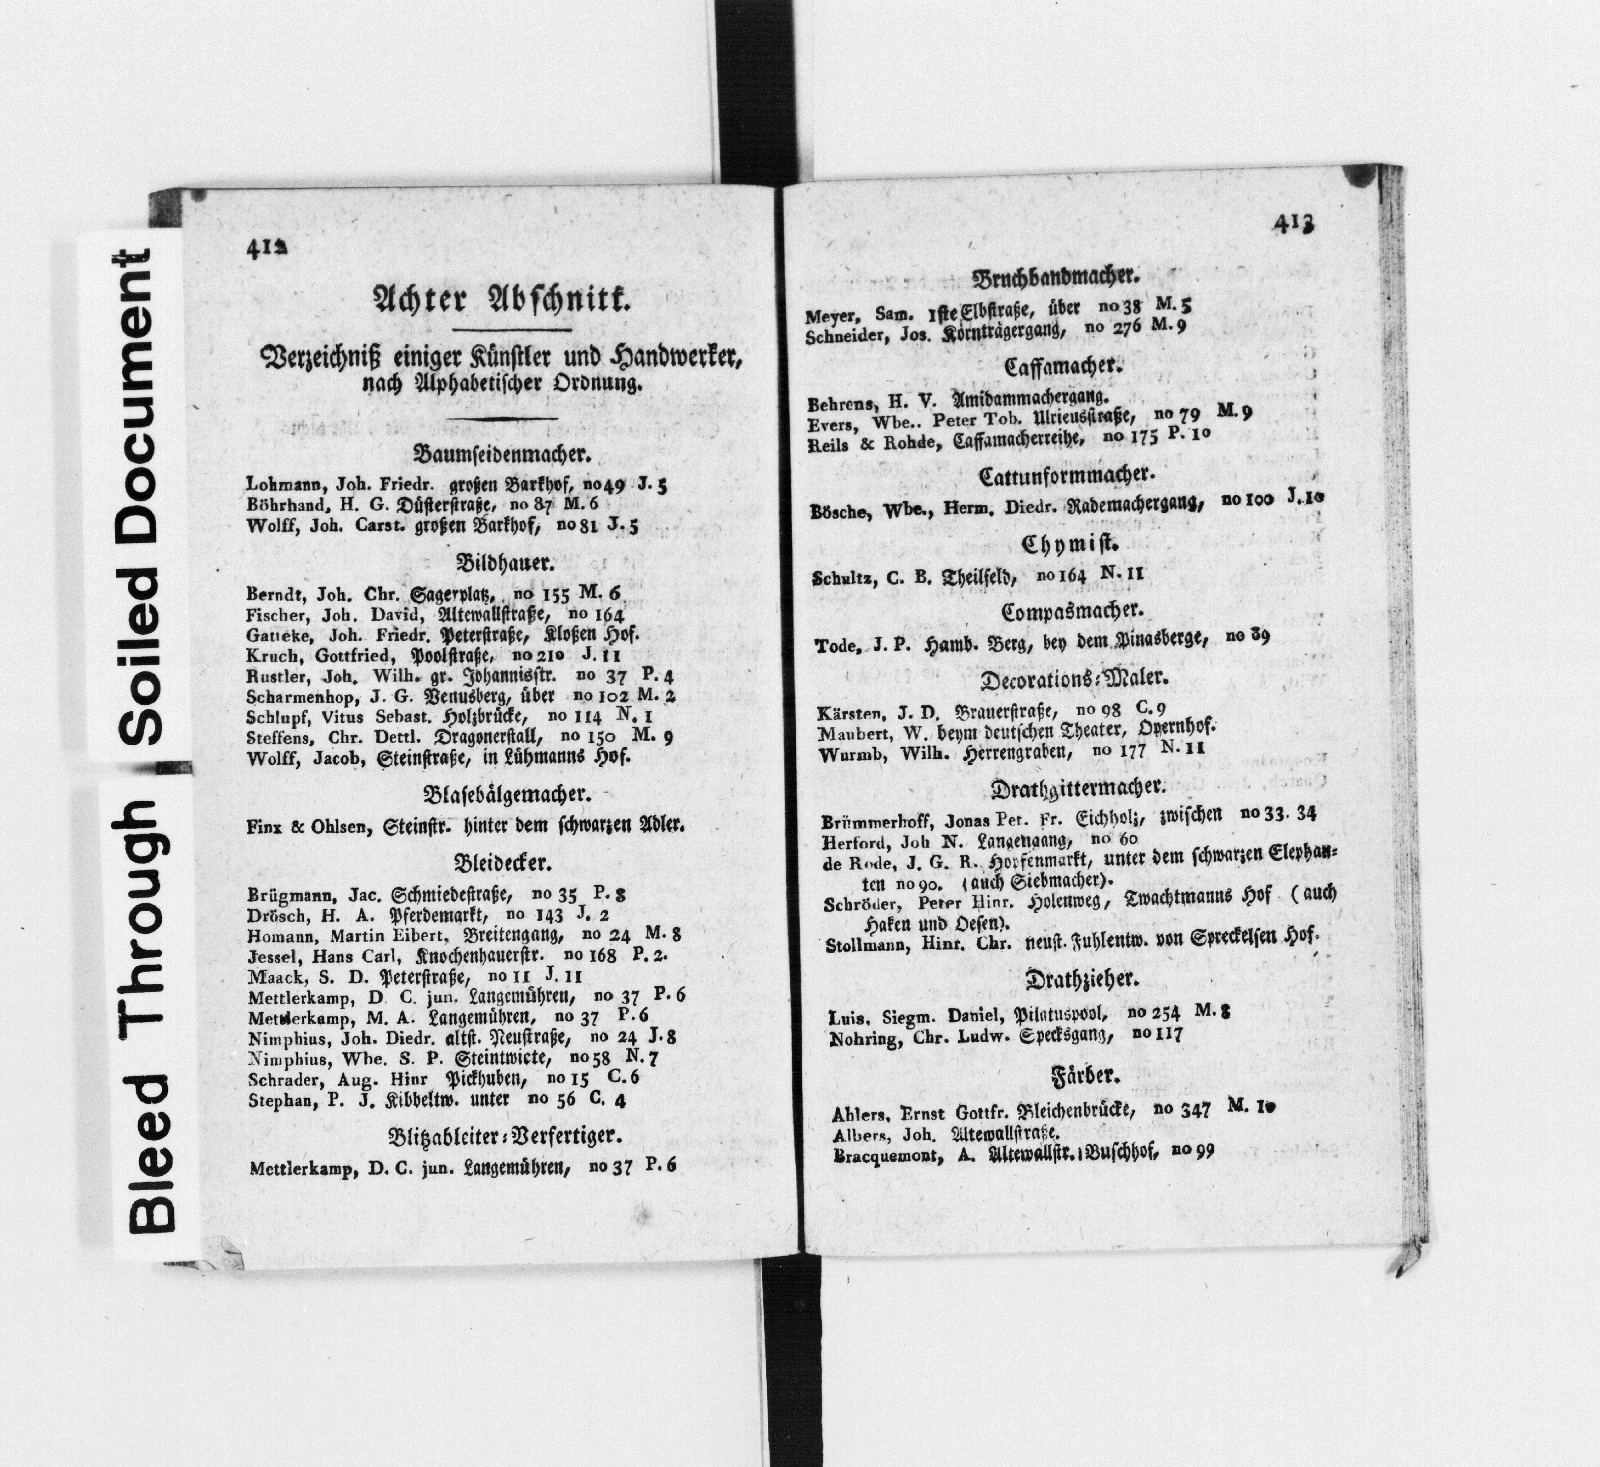 412
Achter Abschnitt.
Verzeichniß einiger Künstler und Handwerker,
nach Alphabetischer Ordnung.
Baumseidenmacher.
Lohmann, Joh. Friedr. großen Barkhof, no 49 J. 5
Böhrhand, H. G. Düsterstraße, no 87 M. 6
Wolff, Joh. Carst. großen Barkhof, no 81 J. 5
Bildhauer.
Berndt, Joh. Chr. Sagerplatz, no 155 M. 6
Fischer, Joh. David, Altewallstraße, no 164
Gatteke, Joh. Friedr. Peterstraße, Kloßen Hof.
Kruch, Gottfried, Poolstraße, no 210 J. 11
Rustler, Joh. Wilh. gr. Johannisstr. no 37 P. 4
Scharmenhop, J. G. Venusberg, über no 102 M. 2
Schlupf, Vitus Sebast. Holzbrücke, no 114 N. 1
Steffens, Chr. Dettl. Dragonerstall, no 150 M. 9
Wolff, Jacob, Steinstraße, in Lühmanns Hof.
Blasebälgemacher.
Finx & Ohlsen, Steinstr. hinter dem schwarzen Adler.
Bleidecker.
Brügmann, Jac. Schmiedestraße, no 35 P. 8
Drösch, H. A. Pferdemarkt, no 143 J. 2
Homann, Martin Eibert, Breitengang, no 24 M. 8
Jessel, Hans Carl, Knochenhauerstr. no 168 P. 2.
Maack, S. D. Peterstraße, no 11 J. 11
Mettlerkamp, D. C. jun. Langemühren, no 37 P. 6
Mettlerkamp, M. A. Langemühren, no 37 P. 6
Nimphius, Joh. Diedr. altst. Neustraße, no 24 J. 8
Nimphius, Wbe. S. P. Steintwiete, no 58 N. 7
Schrader, Aug. Hinr Pickhuben, no 15 C. 6
Stephan, P. J. Kibbeltw. unter no 56 C. 4
Blitzableiter-Verfertiger.
Mettlerkamp, D. C. jun. Langemühren, no 37 P. 6
413
Bruchbandmacher.
Meyer, Sam. 1ste Elbstraße, über no 38 M. 5
Schneider, Jos. Kornträgergang, no 276 M. 9
Caffamacher.
Behrens, H. V. Amidammachergang.
Evers, Wbe.. Peter Tob. Ulricusstraße, no 79 M. 9
Reils & Rohde, Caffamacherreihe, no 175 P. 10
Cattunformmacher.
Bösche, Wbe., Herm. Diedr. Rademachergang, no 100 J. 10
Chymist.
Schultz, C. B. Theilfeld, no 164 N. 11
Compasmacher.
Tode, J. P. Hamb. Berg, bey dem Pinasberge, no 89
Decorations-Maler.
Kärsten, J. D. Brauerstraße, no 98 C. 9
Maubert, W. beym deutschen Theater, Opernhof.
Wurmb, Wilh. Herrengraben, no 177 N. 11
Drathgittermacher.
Brümmerhoff, Jonas Pet. Fr. Eichholz, zwischen no 33. 34
Herford, Joh N. Langengang, no 60
de Rode, J. G. R. Hopfenmarkt, unter dem schwarzen Elephan-
ten no 90. (auch Siebmacher).
Schröder, Peter Hinr. Holenweg, Twachtmanns Hof (auch
Haken und Oesen).
Stollmann, Hinr. Chr. neust. Fuhlentw. von Spreckelsen Hof.
Drathzieher.
Luis, Siegm. Daniel, Pilatuspool, no 254 M. 8
Nohring, Chr. Ludw. Specksgang, no 117
Färber.
Ahlers, Ernst Gottfr. Bleichenbrücke, no 347 M. 10
Albers, Joh. Altewallstraße.
Bracquemont, A. Altewallstr. Buschhof, no 99
Bleed Through Soiled Document